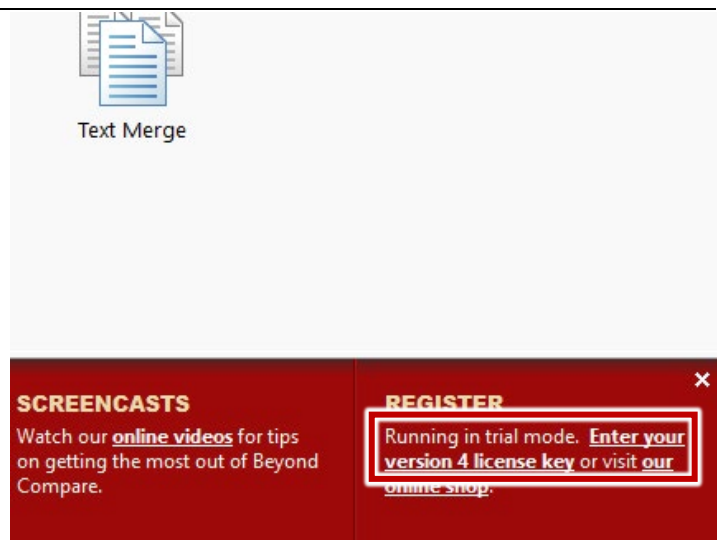 Text Merge
SCREENCASTS
Watch our online videos for tips
on getting the most out of Beyond
Compare.
REGISTER
Running in trial mode. Enter your
version 4 license key or visit our
online shop.